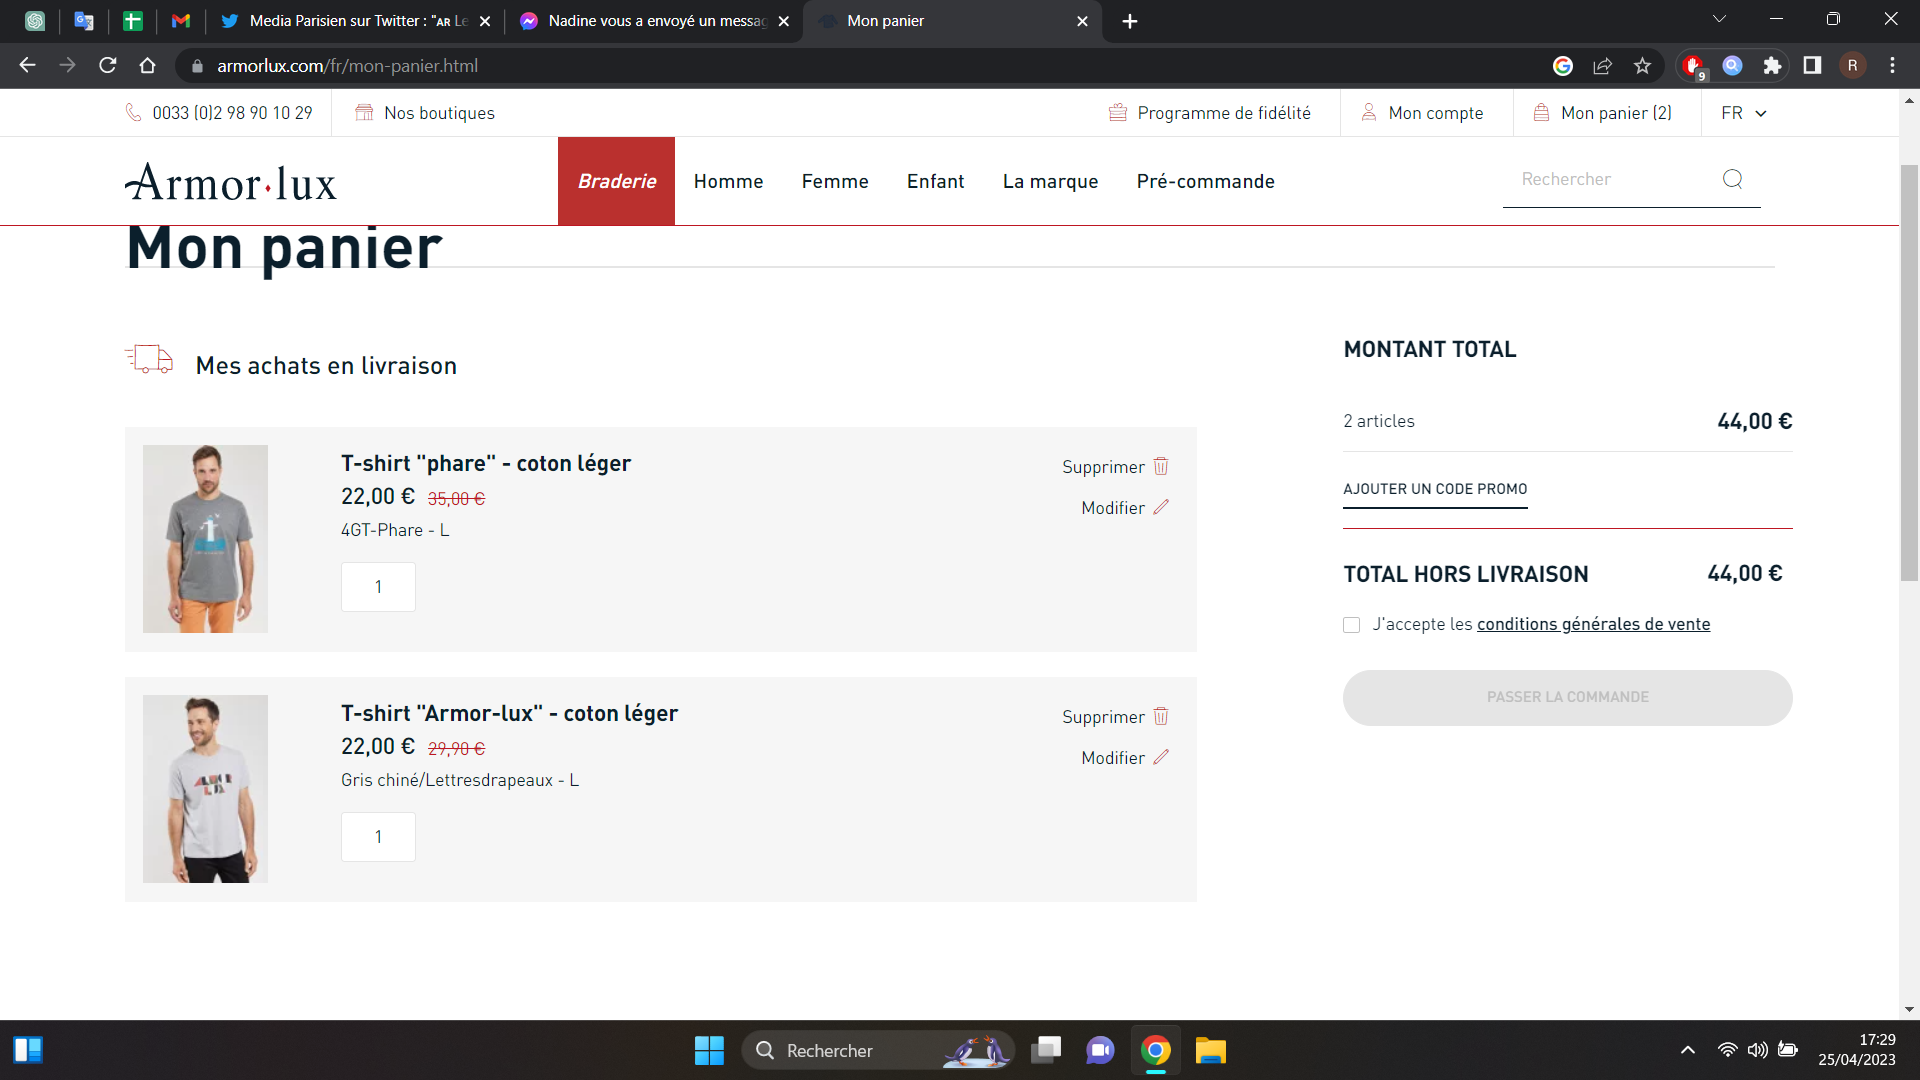 Media Parisien sur Twitter : "AR Le
Nadine vous a envoyé un messag
Mon panier
armorlux.com/fr/mon-panier.html
9
R
0033 (0)2 98 90 10 29
Nos boutiques
Programme de fidélité
Mon compte
Mon panier (2)
FR
Armor·lux
Braderie
Homme
Femme
Enfant
La marque
Pré-commande
Rechercher
Mon panier
Mes achats en livraison
T-shirt "phare" - coton léger
22,00 € 35,00 €
4GT-Phare - L
1
Supprimer
Modifier
T-shirt "Armor-lux" - coton léger
22,00 € 29,90 €
Gris chiné/Lettresdrapeaux - L
1
Supprimer
Modifier
ARMOR
LUX
MONTANT TOTAL
2 articles 44,00 €
AJOUTER UN CODE PROMO
TOTAL HORS LIVRAISON 44,00 €
J'accepte les conditions générales de vente
PASSER LA COMMANDE
Rechercher
17:29
25/04/2023